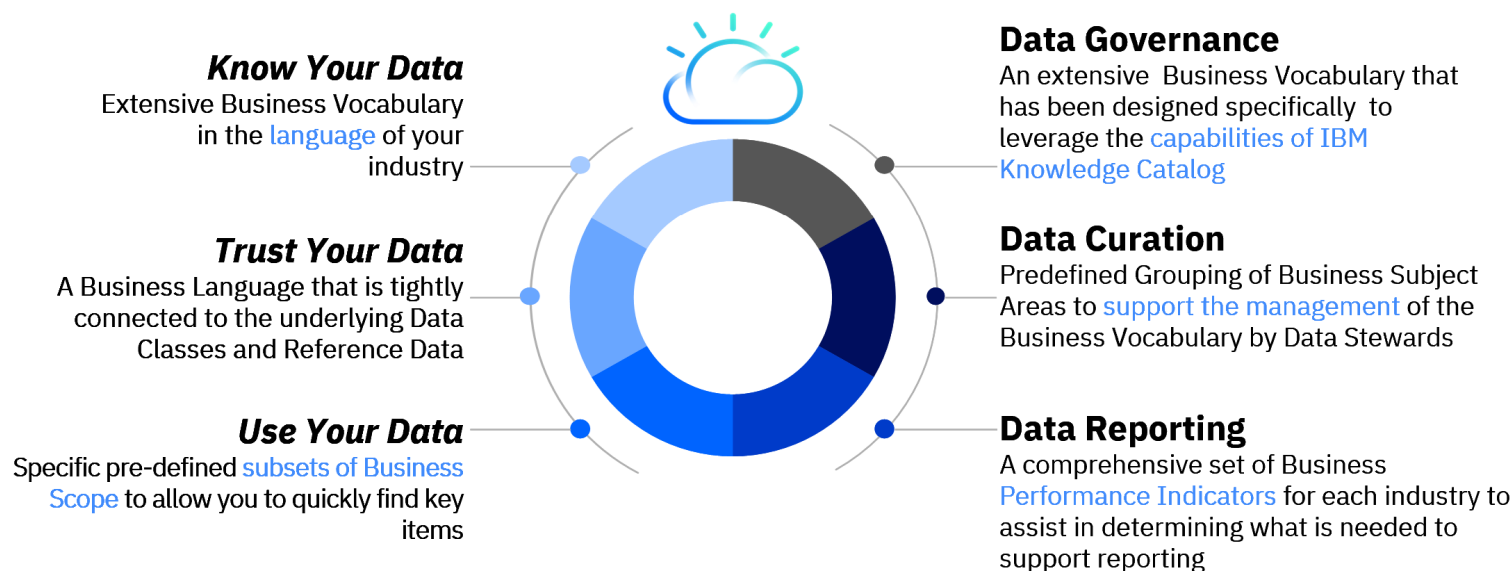 Know Your Data
Extensive Business Vocabulary
in the language of your
industry
Trust Your Data
A Business Language that is tightly
connected to the underlying Data
Classes and Reference Data
Use Your Data
Specific pre-defined subsets of Business
Scope to allow you to quickly find key
items
Data Governance
An extensive Business Vocabulary that
has been designed specifically to
leverage the capabilities of IBM
Knowledge Catalog
Data Curation
Predefined Grouping of Business Subject
Areas to support the management of the
Business Vocabulary by Data Stewards
Data Reporting
A comprehensive set of Business
Performance Indicators for each industry to
assist in determining what is needed to
support reporting